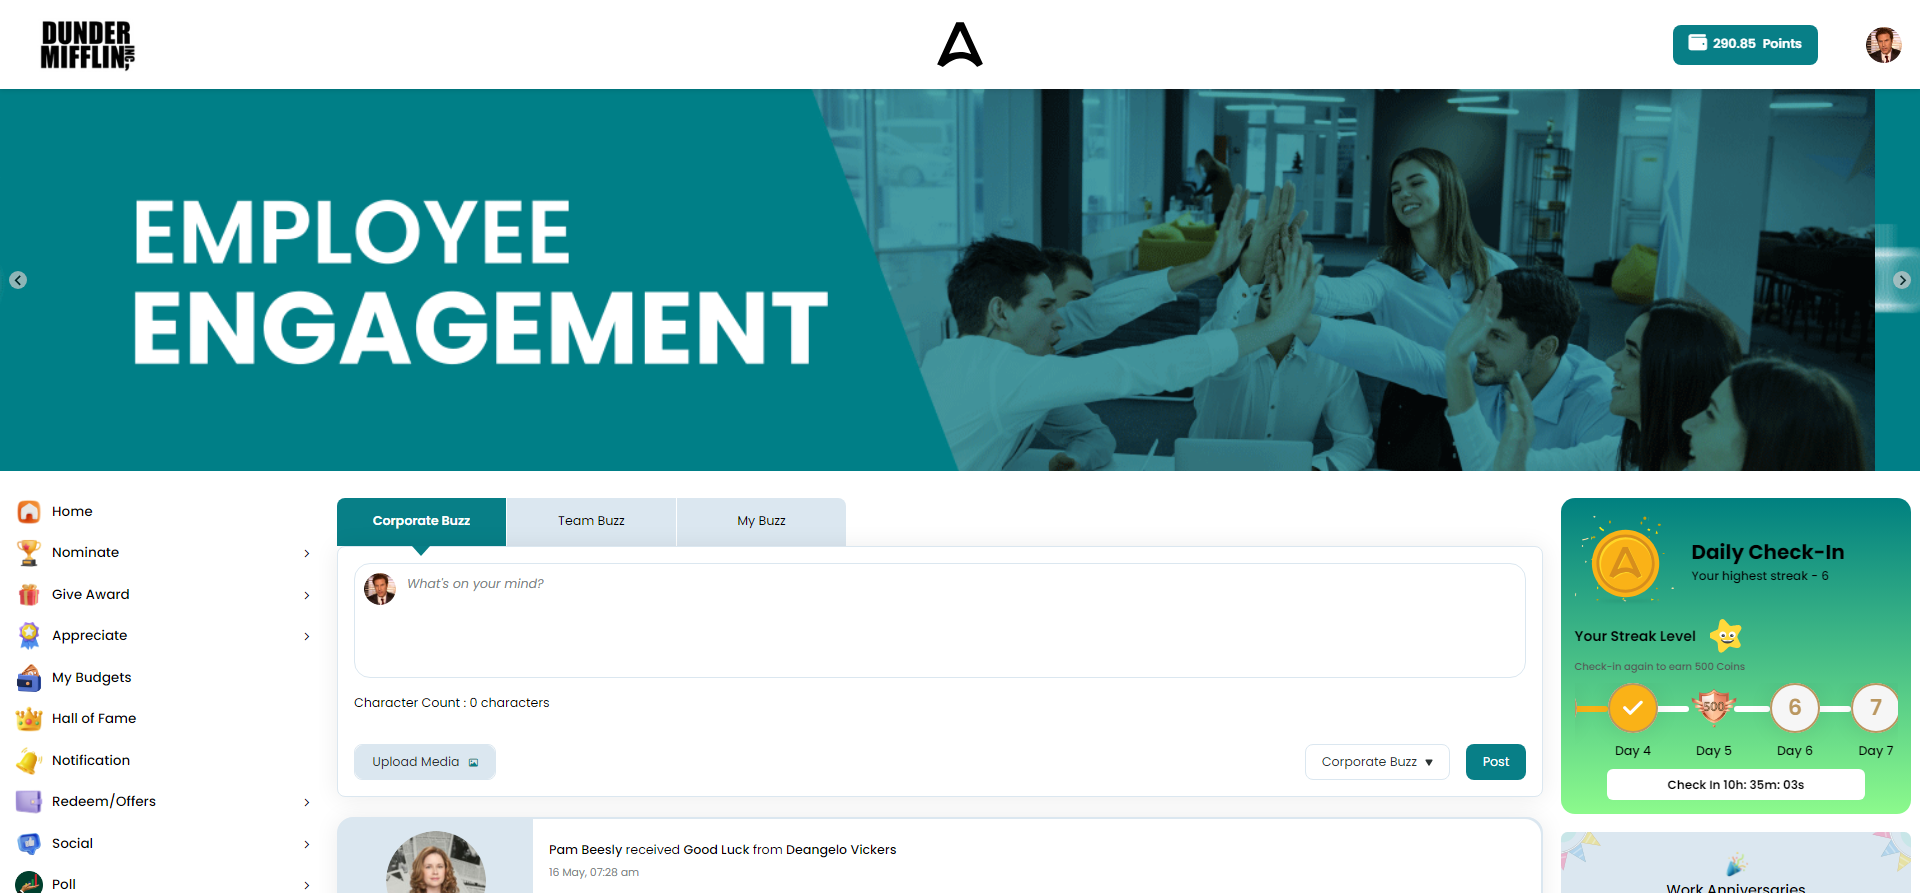 DUNDER
MIFFLIN INC,
290.85 Points
EMPLOYEE
ENGAGEMENT
Home
Nominate
Give Award
Appreciate
My Budgets
Hall of Fame
Notification
Redeem/Offers
Social
Poll
Corporate Buzz
Team Buzz
My Buzz
What's on your mind?
Character Count : 0 characters
Upload Media
Corporate Buzz
Post
Pam Beesly received Good Luck from Deangelo Vickers
16 May, 07:28 am
Daily Check-In
Your highest streak - 6
Your Streak Level
Check-in again to earn 500 Coins
500
6
7
Day 4
Day 5
Day 6
Day 7
Check In 10h: 35m: 03s
Work Anniversaries